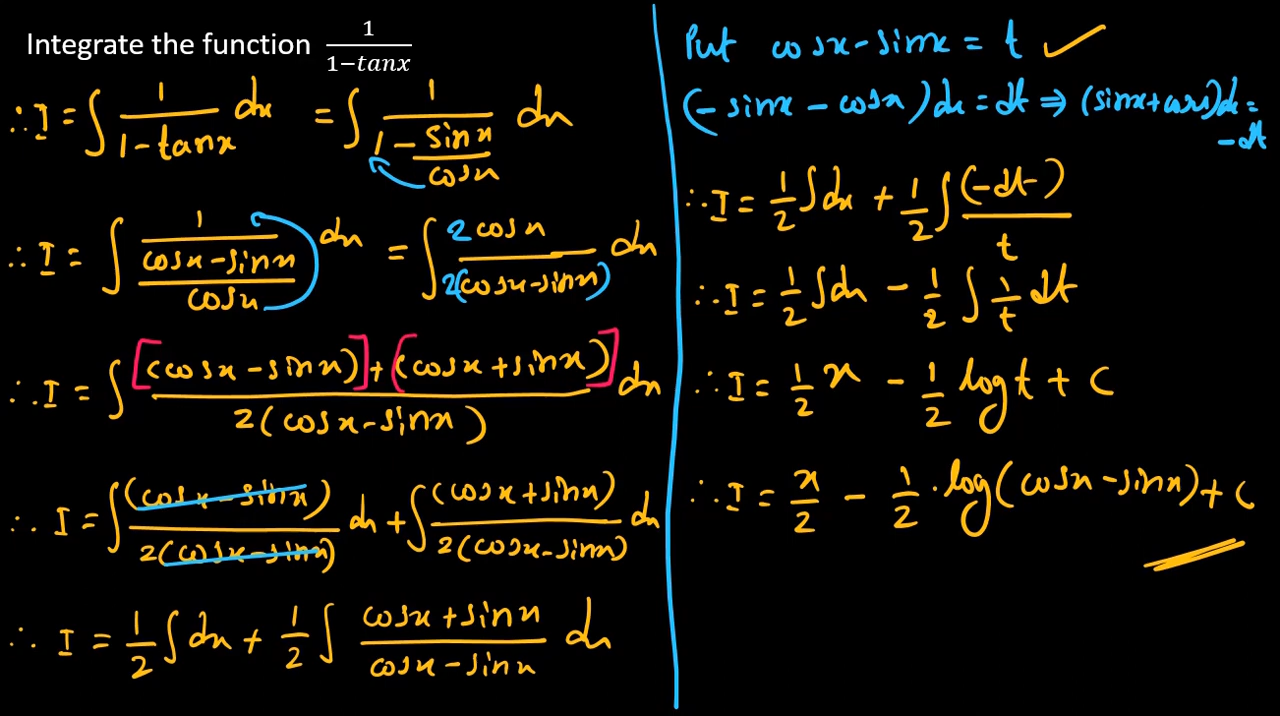 Integrate the function 1/(1−tanx)
∴I = ∫ 1/(1-tanx) dx = ∫ 1/(1 - sinx/cosx) dx
∴ I = ∫ 1/((cosx-sinx)/cosx) dx = ∫ 2cosx/(2(cosx-sinx)) dx
∴ I = ∫ ([(cosx-sinx)]+[(cosx+sinx)])/(2(cosx-sinx)) dx
∴ I = ∫ (cosx-sinx)/(2(cosx-sinx)) dx + ∫ (cosx+sinx)/(2(cosx-sinx)) dx
∴ I = 1/2 ∫ dx + 1/2 ∫ (cosx+sinx)/(cosx-sinx) dx
Put cosx-sinx = t ✓
(-sinx-cosx)dx = dt ⇒ (sinx+cosx)dx =
-dt
∴I = 1/2 ∫dx + 1/2 ∫ (-dt)/t
∴I = 1/2 ∫dx - 1/2 ∫ 1/t dt
∴I = 1/2 x - 1/2 log t + C
∴I = x/2 - 1/2 · log(cosx-sinx)+C